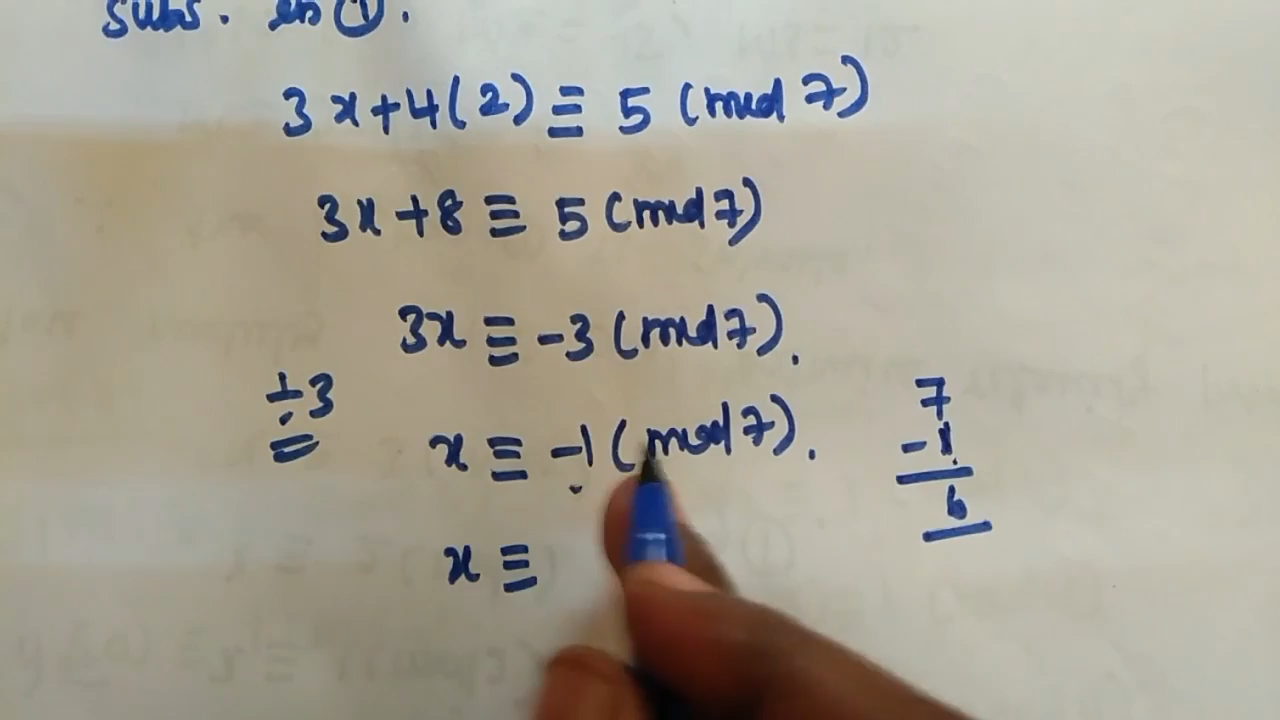 Subs. in ①.
3x+4(2) ≡ 5 (mod 7)
3x+8 ≡ 5 (mod 7)
3x ≡ -3 (mod 7).
÷3
x ≡ -1 (mod 7).
x ≡
7
-1
6